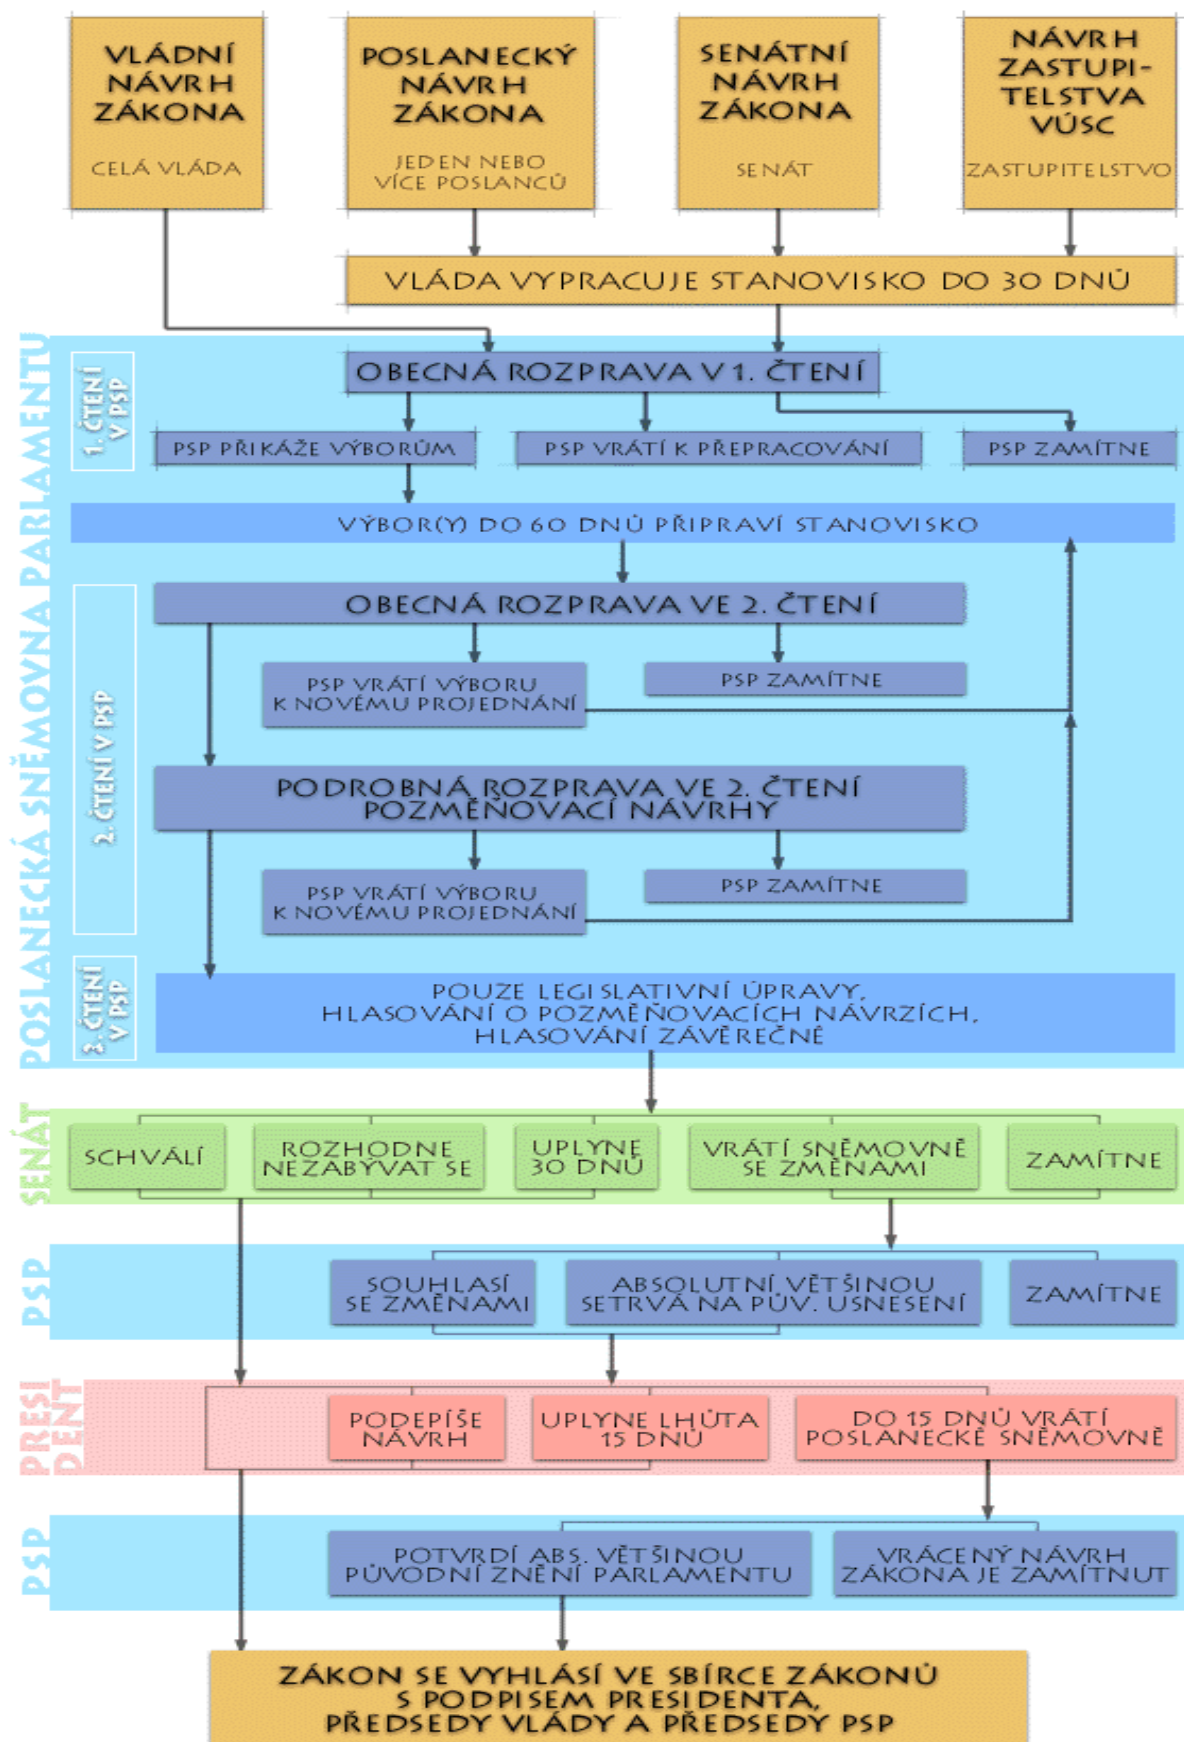 VLÁDNÍ
NÁVRH
ZÁKONA
CELÁ VLÁDA
POSLANECKÝ
NÁVRH
ZÁKONA
JEDEN NEBO
VÍCE POSLANCŮ
SENÁTNÍ
NÁVRH
ZÁKONA
SENÁT
NÁVRH
ZASTUPI-
TELSTVA
VÚSC
ZASTUPITELSTVO
VLÁDA VYPRACUJE STANOVISKO DO 30 DNŮ
POSLANECKÁ SNĚMOVNA PARLAMENTU
1. ČTENÍ
V PSP
OBECNÁ ROZPRAVA V 1. ČTENÍ
PSP PŘIKÁŽE VÝBORŮM
PSP VRÁTÍ K PŘEPRACOVÁNÍ
PSP ZAMÍTNE
VÝBOR(Y) DO 60 DNŮ PŘIPRAVÍ STANOVISKO
2. ČTENÍ V PSP
OBECNÁ ROZPRAVA VE 2. ČTENÍ
PSP VRÁTÍ VÝBORU
K NOVÉMU PROJEDNÁNÍ
PSP ZAMÍTNE
PODROBNÁ ROZPRAVA VE 2. ČTENÍ
POZMĚŇOVACÍ NÁVRHY
PSP VRÁTÍ VÝBORU
K NOVÉMU PROJEDNÁNÍ
PSP ZAMÍTNE
3. ČTENÍ
V PSP
POUZE LEGISLATIVNÍ ÚPRAVY,
HLASOVÁNÍ O POZMĚŇOVACÍCH NÁVRZÍCH,
HLASOVÁNÍ ZÁVĚREČNÉ
SENÁT
SCHVÁLÍ
ROZHODNE
NEZABÝVAT SE
UPLYNE
30 DNŮ
VRÁTÍ SNĚMOVNĚ
SE ZMĚNAMI
ZAMÍTNE
PSP
SOUHLASÍ
SE ZMĚNAMI
ABSOLUTNÍ VĚTŠINOU
SETRVÁ NA PŮV. USNESENÍ
ZAMÍTNE
PRESI
DENT
PODEPÍŠE
NÁVRH
UPLYNE LHŮTA
15 DNŮ
DO 15 DNŮ VRÁTÍ
POSLANECKÉ SNĚMOVNĚ
PSP
POTVRDÍ ABS. VĚTŠINOU
PŮVODNÍ ZNĚNÍ PARLAMENTU
VRÁCENÝ NÁVRH
ZÁKONA JE ZAMÍTNUT
ZÁKON SE VYHLÁSÍ VE SBÍRCE ZÁKONŮ
S PODPISEM PRESIDENTA,
PŘEDSEDY VLÁDY A PŘEDSEDY PSP